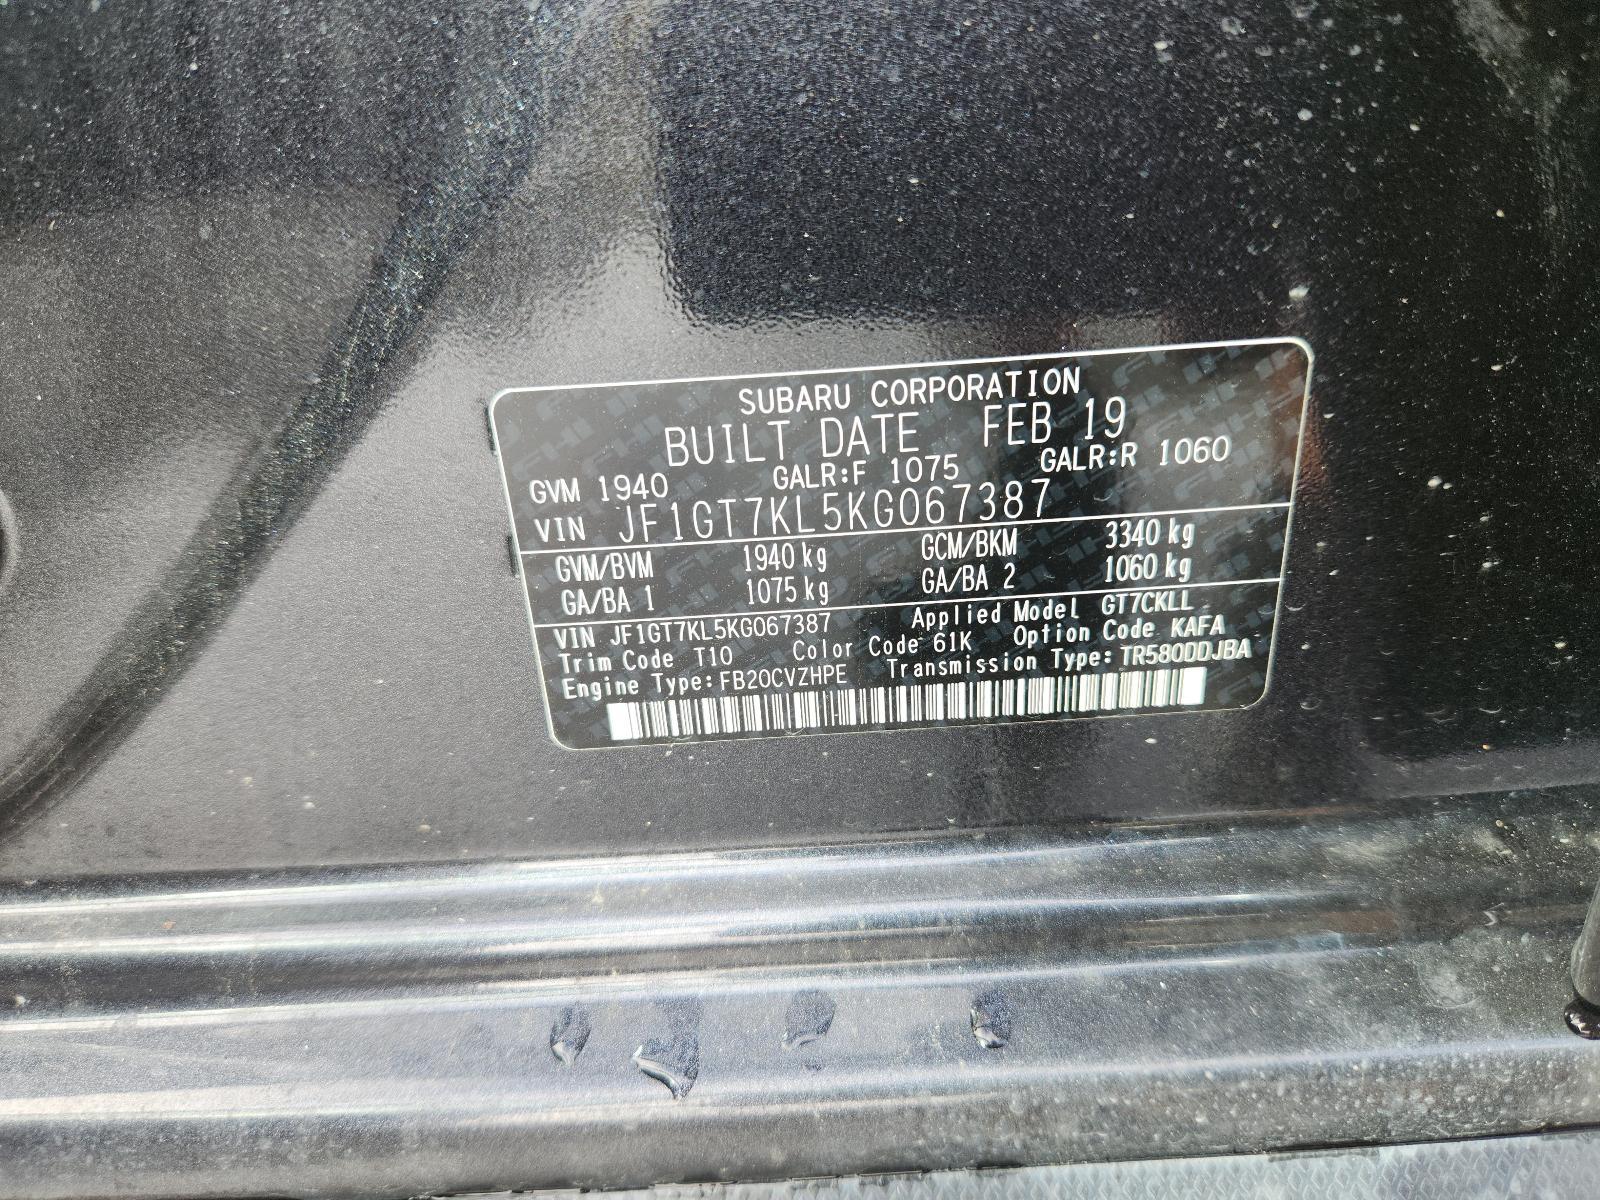 SUBARU CORPORATION
BUILT DATE FEB 19
GVM 1940 GALR:F 1075 GALR:R 1060
VIN JF1GT7KL5KG067387
GVM/BVM 1940 kg GCM/BKM 3340 kg
GA/BA 1 1075 kg GA/BA 2 1060 kg
VIN JF1GT7KL5KG067387 Applied Model GT7CKLL
Trim Code T10 Color Code 61K Option Code KAFA
Engine Type: FB20CVZHPE Transmission Type: TR580DDJBA